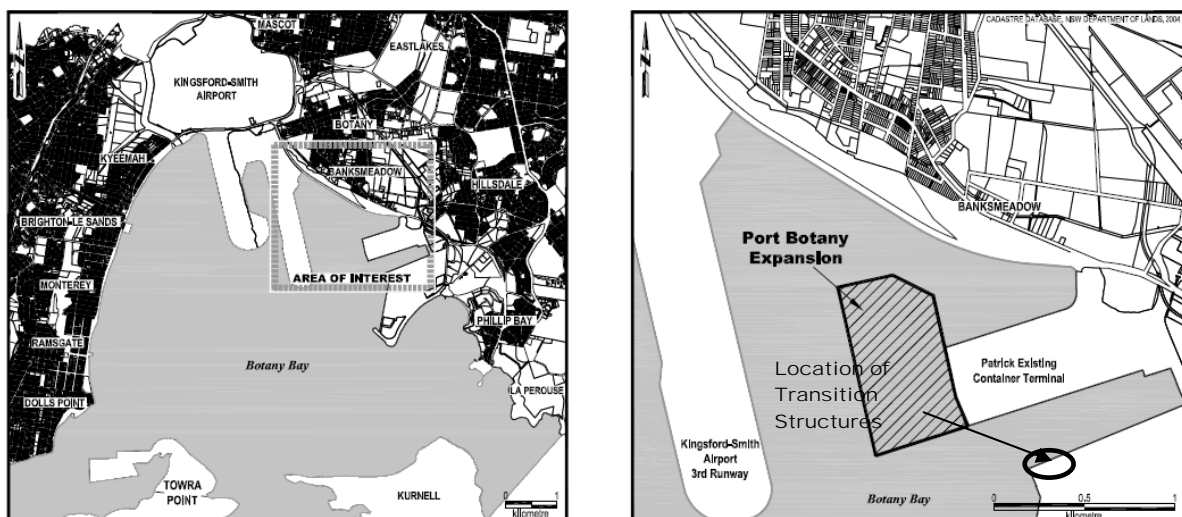 N
MASCOT
EASTLAKES
KINGSFORD-SMITH
AIRPORT
BOTANY
KYEEMAH
BANKSMEADOW
HILLSDALE
BRIGHTON-LE SANDS
AREA OF INTEREST
MONTEREY
PHILLIP BAY
RAMSGATE
Botany Bay
LA PEROUSE
DOLLS POINT
TOWRA
POINT
KURNELL
0 1
kilometre
CADASTRE DATABASE, NSW DEPARTMENT OF LANDS, 2004
N
BANKSMEADOW
Port Botany
Expansion
Location of
Transition
Structures
Patrick Existing
Container Terminal
Kingsford-Smith
Airport
3rd Runway
Botany Bay
0 0.5 1
kilometre